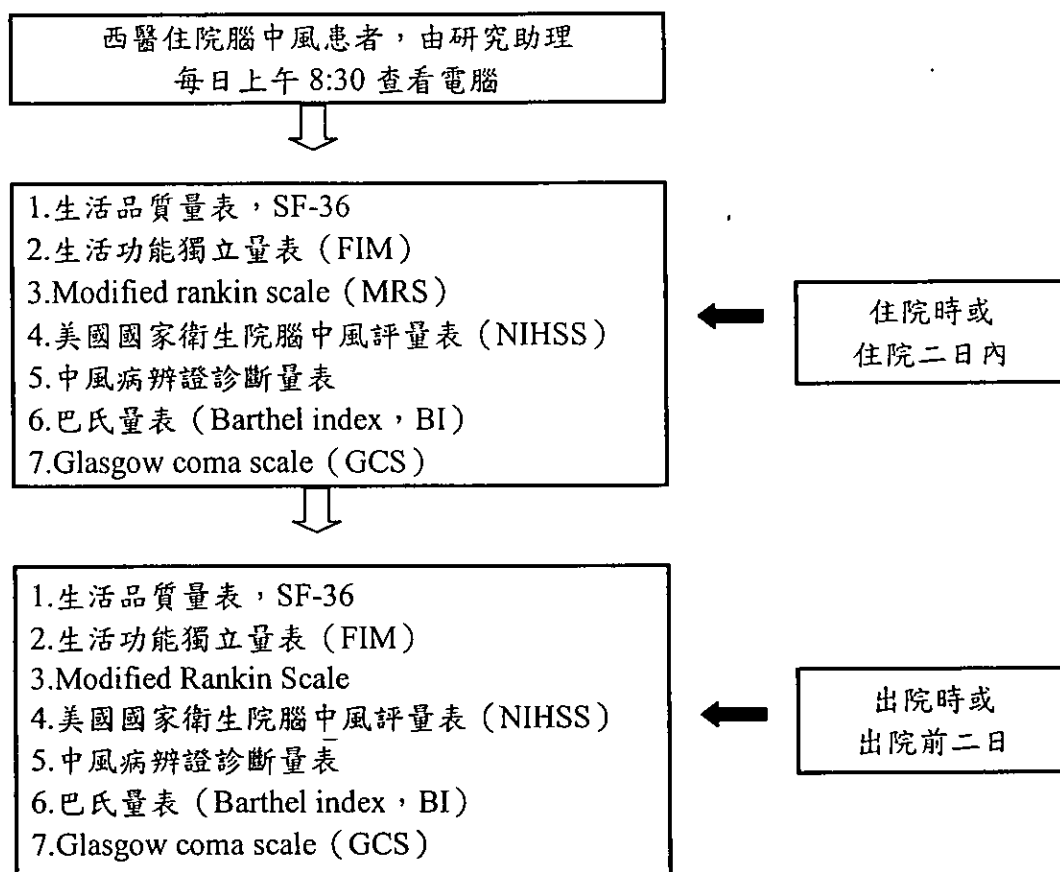 西醫住院腦中風患者，由研究助理
每日上午 8:30 查看電腦
1.生活品質量表，SF-36
2.生活功能獨立量表（FIM）
3.Modified rankin scale（MRS）
4.美國國家衛生院腦中風評量表（NIHSS）
5.中風病辨證診斷量表
6.巴氏量表（Barthel index，BI）
7.Glasgow coma scale（GCS）
住院時或
住院二日內
1.生活品質量表，SF-36
2.生活功能獨立量表（FIM）
3.Modified Rankin Scale
4.美國國家衛生院腦中風評量表（NIHSS）
5.中風病辨證診斷量表
6.巴氏量表（Barthel index，BI）
7.Glasgow coma scale（GCS）
出院時或
出院前二日